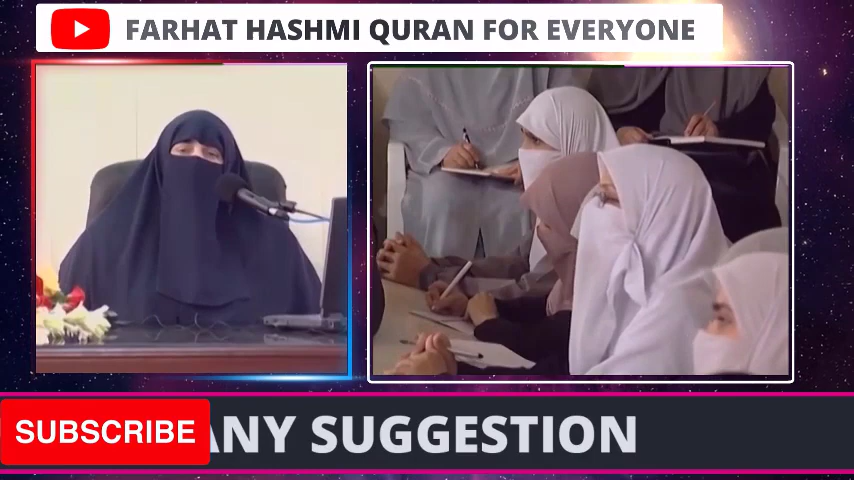 FARHAT HASHMI QURAN FOR EVERYONE
SUBSCRIBE
ANY SUGGESTION